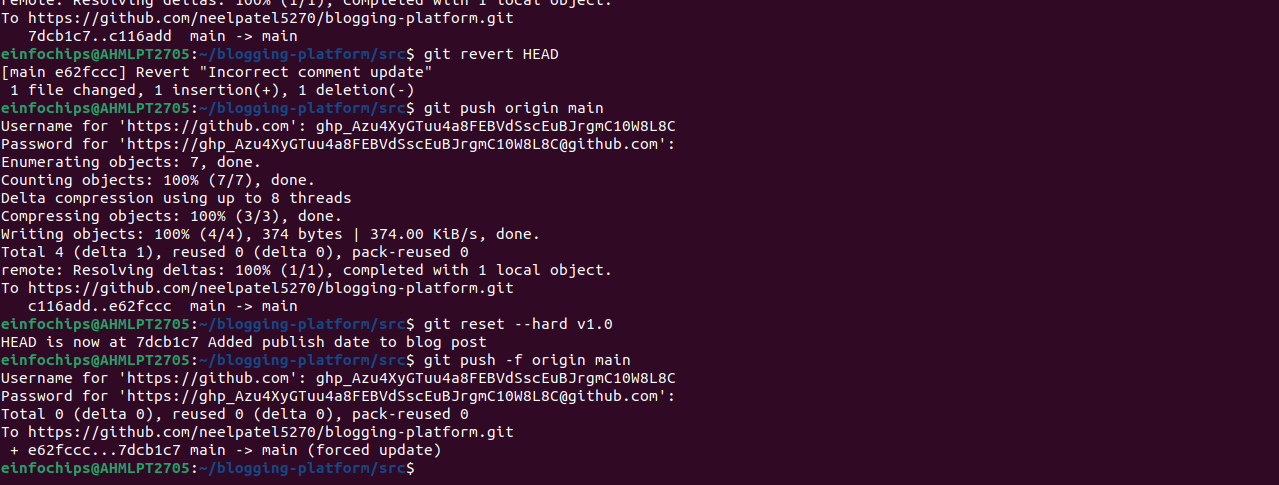 remote: Resolving deltas: 100% (1/1), completed with 1 local object.
To https://github.com/neelpatel5270/blogging-platform.git
   7dcb1c7..c116add  main -> main
einfochips@AHMLPT2705:~/blogging-platform/src$ git revert HEAD
[main e62fccc] Revert "Incorrect comment update"
 1 file changed, 1 insertion(+), 1 deletion(-)
einfochips@AHMLPT2705:~/blogging-platform/src$ git push origin main
Username for 'https://github.com': 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
Password for 'https://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@github.com':
Enumerating objects: 7, done.
Counting objects: 100% (7/7), done.
Delta compression using up to 8 threads
Compressing objects: 100% (3/3), done.
Writing objects: 100% (4/4), 374 bytes | 374.00 KiB/s, done.
Total 4 (delta 1), reused 0 (delta 0), pack-reused 0
remote: Resolving deltas: 100% (1/1), completed with 1 local object.
To https://github.com/neelpatel5270/blogging-platform.git
   c116add..e62fccc  main -> main
einfochips@AHMLPT2705:~/blogging-platform/src$ git reset --hard v1.0
HEAD is now at 7dcb1c7 Added publish date to blog post
einfochips@AHMLPT2705:~/blogging-platform/src$ git push -f origin main
Username for 'https://github.com': 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
Password for 'https://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@github.com':
Total 0 (delta 0), reused 0 (delta 0), pack-reused 0
To https://github.com/neelpatel5270/blogging-platform.git
 + e62fccc...7dcb1c7 main -> main (forced update)
einfochips@AHMLPT2705:~/blogging-platform/src$